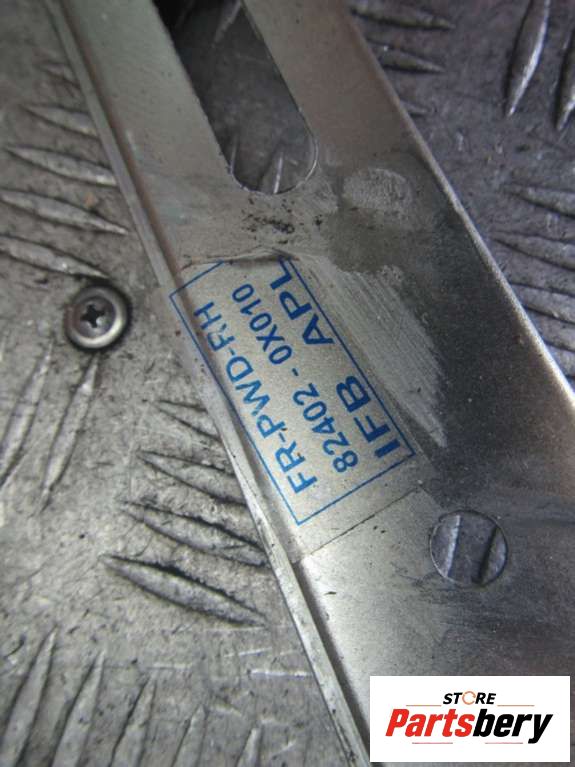 FR-PWD-RH
82402-0X010
IFB APL
STORE
Partsbery